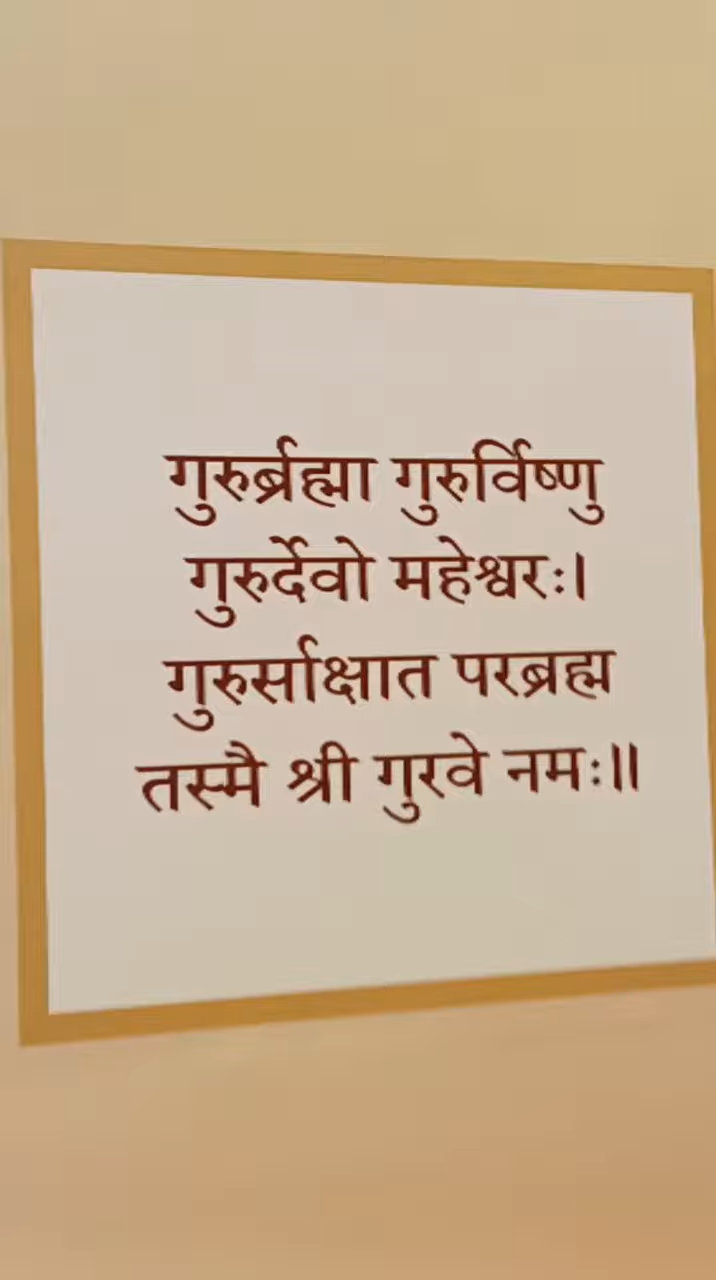 गुरुर्ब्रह्मा गुरुर्विष्णु
गुरुर्देवो महेश्वरः।
गुरुर्साक्षात परब्रह्म
तस्मै श्री गुरवे नमः॥